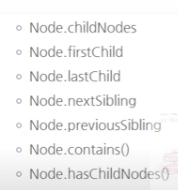 Node.childNodes
Node.firstChild
Node.lastChild
Node.nextSibling
Node.previousSibling
Node.contains()
Node.hasChildNodes()